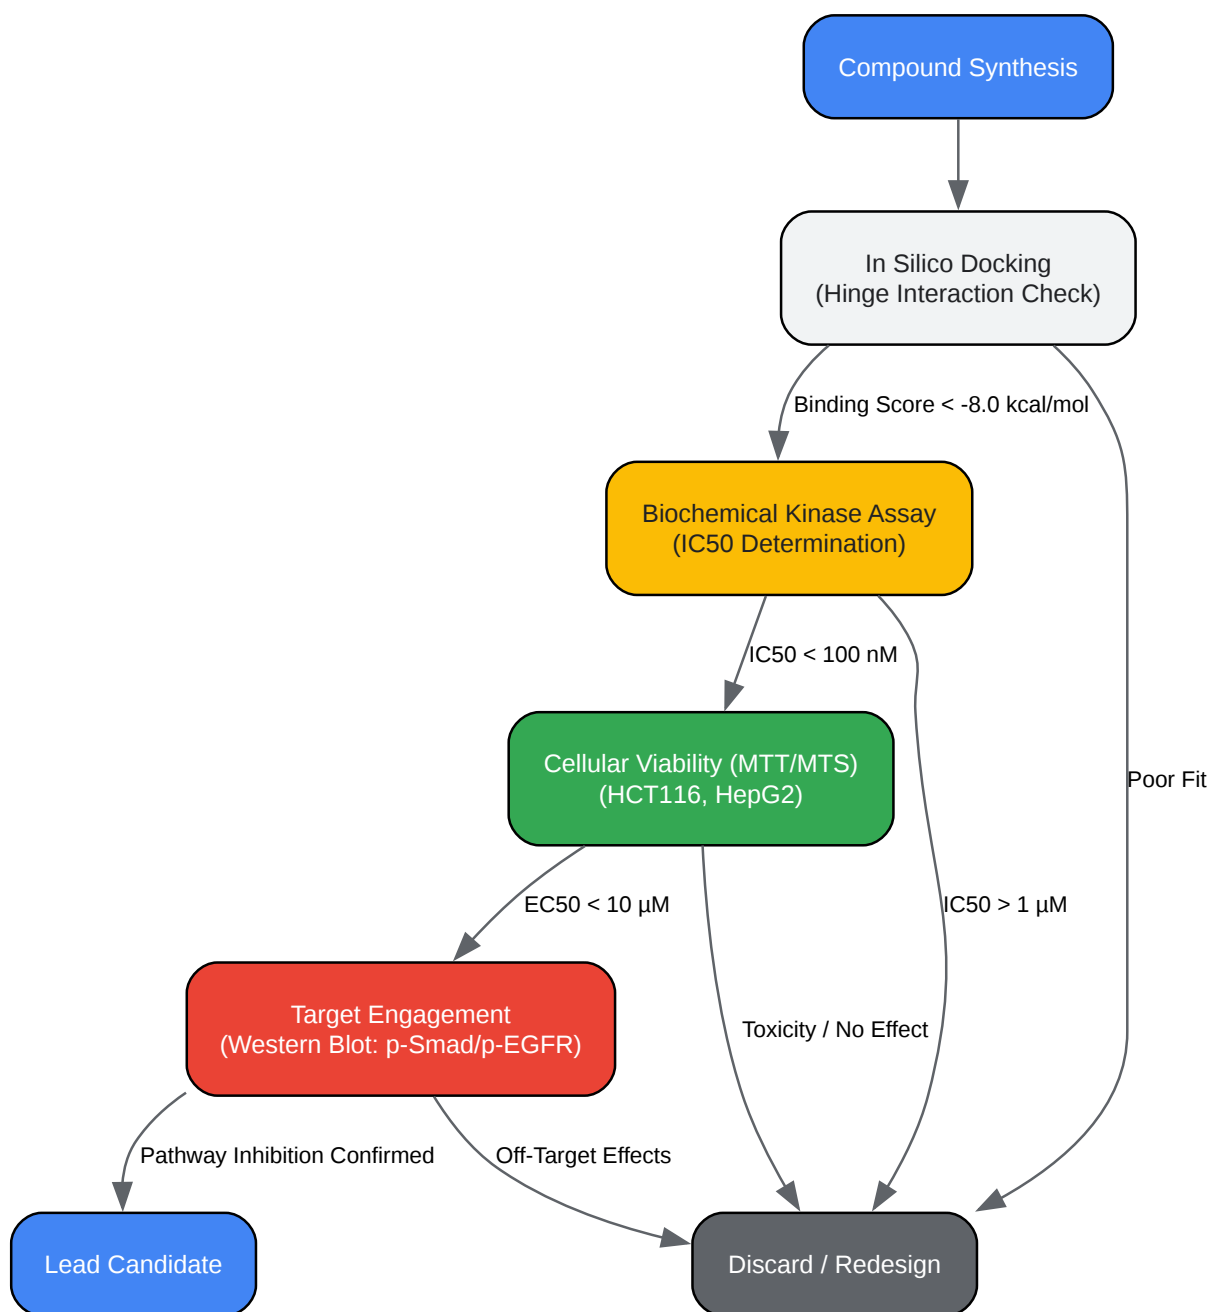 Compound Synthesis
In Silico Docking
(Hinge Interaction Check)
Binding Score < -8.0 kcal/mol
Biochemical Kinase Assay
(IC50 Determination)
IC50 < 100 nM
Cellular Viability (MTT/MTS)
(HCT116, HepG2)
Poor Fit
EC50 < 10 µM
IC50 > 1 µM
Target Engagement
(Western Blot: p-Smad/p-EGFR)
Toxicity / No Effect
Pathway Inhibition Confirmed
Off-Target Effects
Lead Candidate
Discard / Redesign